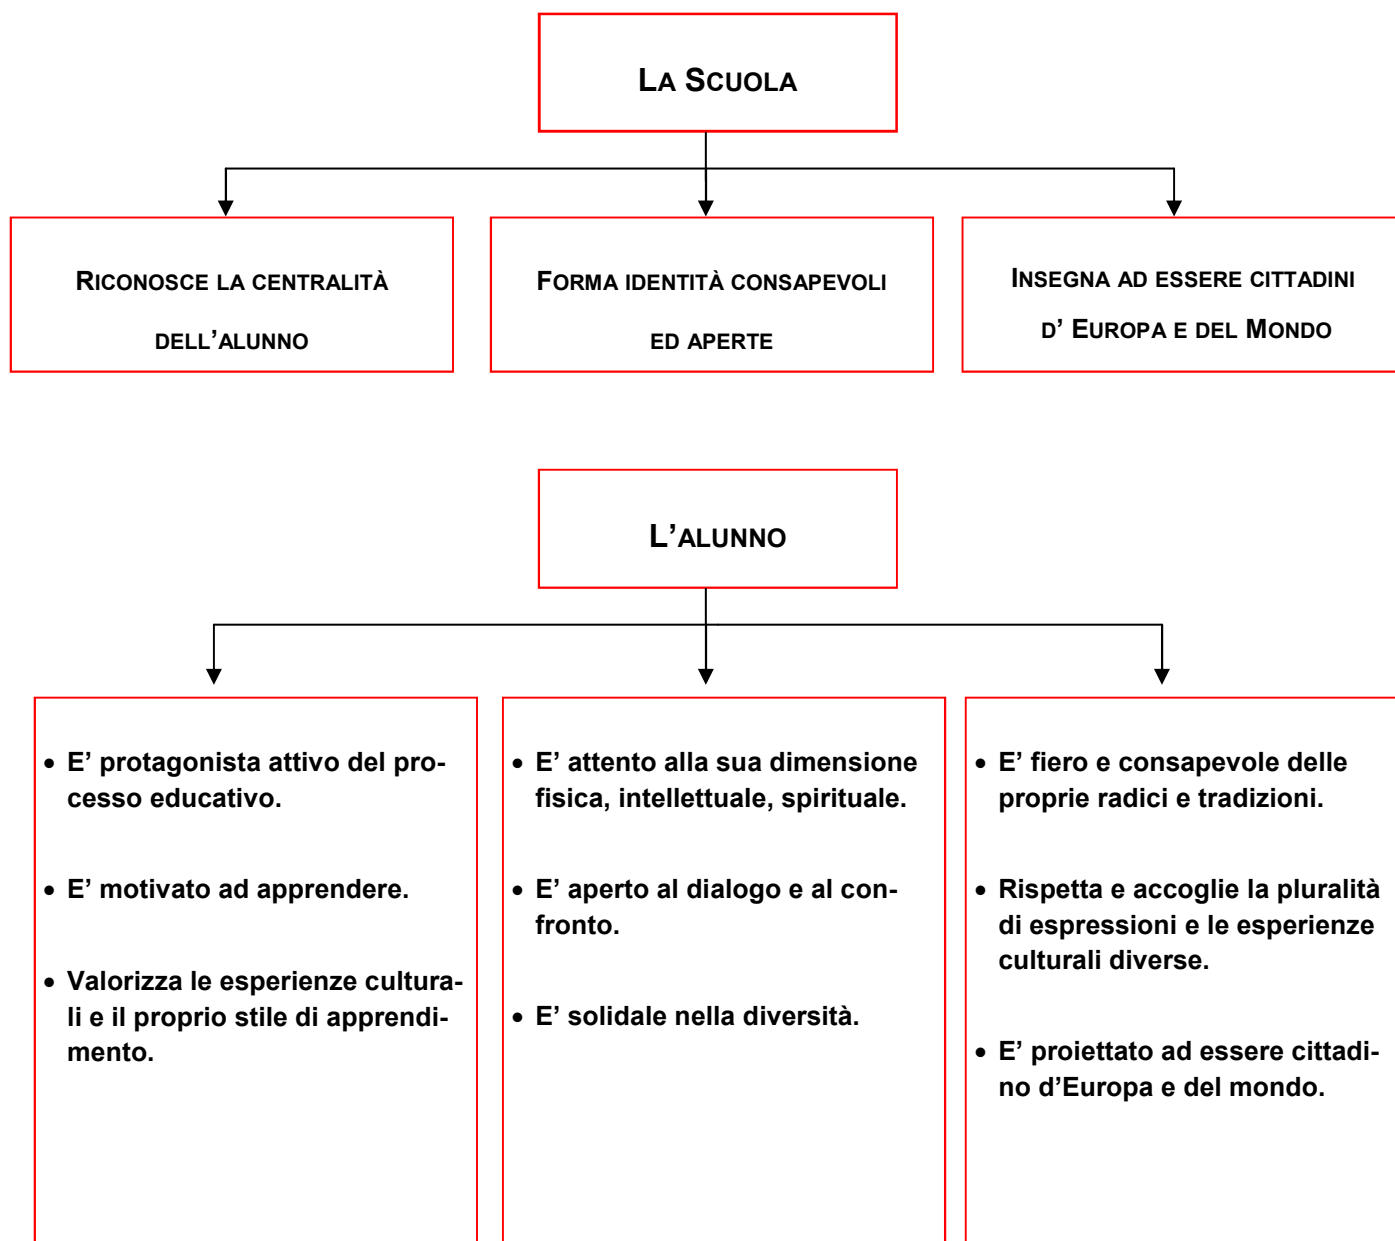 LA SCUOLA
RICONOSCE LA CENTRALITÀ
DELL’ALUNNO
FORMA IDENTITÀ CONSAPEVOLI
ED APERTE
INSEGNA AD ESSERE CITTADINI
D’ EUROPA E DEL MONDO
L’ALUNNO
• E’ protagonista attivo del pro-
cesso educativo.
• E’ motivato ad apprendere.
• Valorizza le esperienze cultura-
li e il proprio stile di apprendi-
mento.
• E’ attento alla sua dimensione
fisica, intellettuale, spirituale.
• E’ aperto al dialogo e al con-
fronto.
• E’ solidale nella diversità.
• E’ fiero e consapevole delle
proprie radici e tradizioni.
• Rispetta e accoglie la pluralità
di espressioni e le esperienze
culturali diverse.
• E’ proiettato ad essere cittadi-
no d’Europa e del mondo.